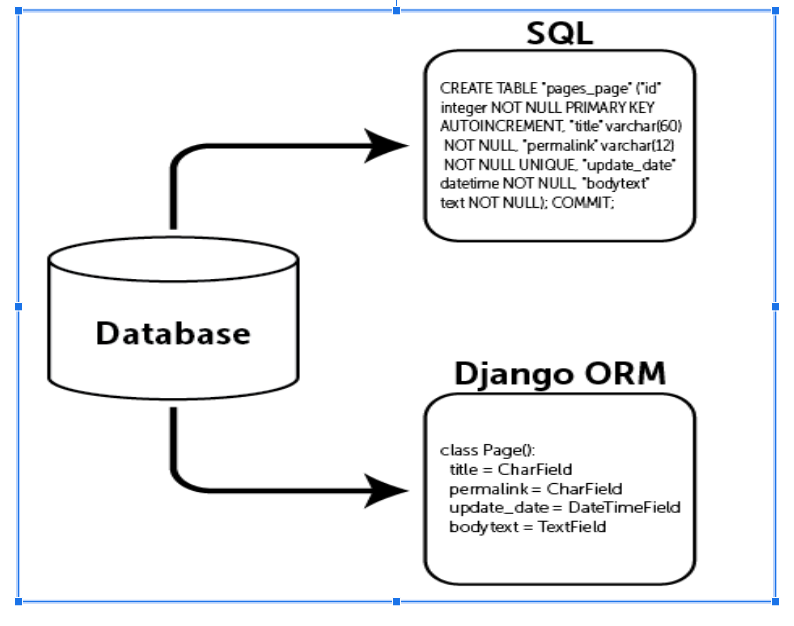 SQL
CREATE TABLE "pages_page" ("id"
integer NOT NULL PRIMARY KEY
AUTOINCREMENT, "title" varchar(60)
NOT NULL, "permalink" varchar(12)
NOT NULL UNIQUE, "update_date"
datetime NOT NULL, "bodytext"
text NOT NULL); COMMIT;
Database
Django ORM
class Page():
title = CharField
permalink = CharField
update_date = DateTimeField
bodytext = TextField